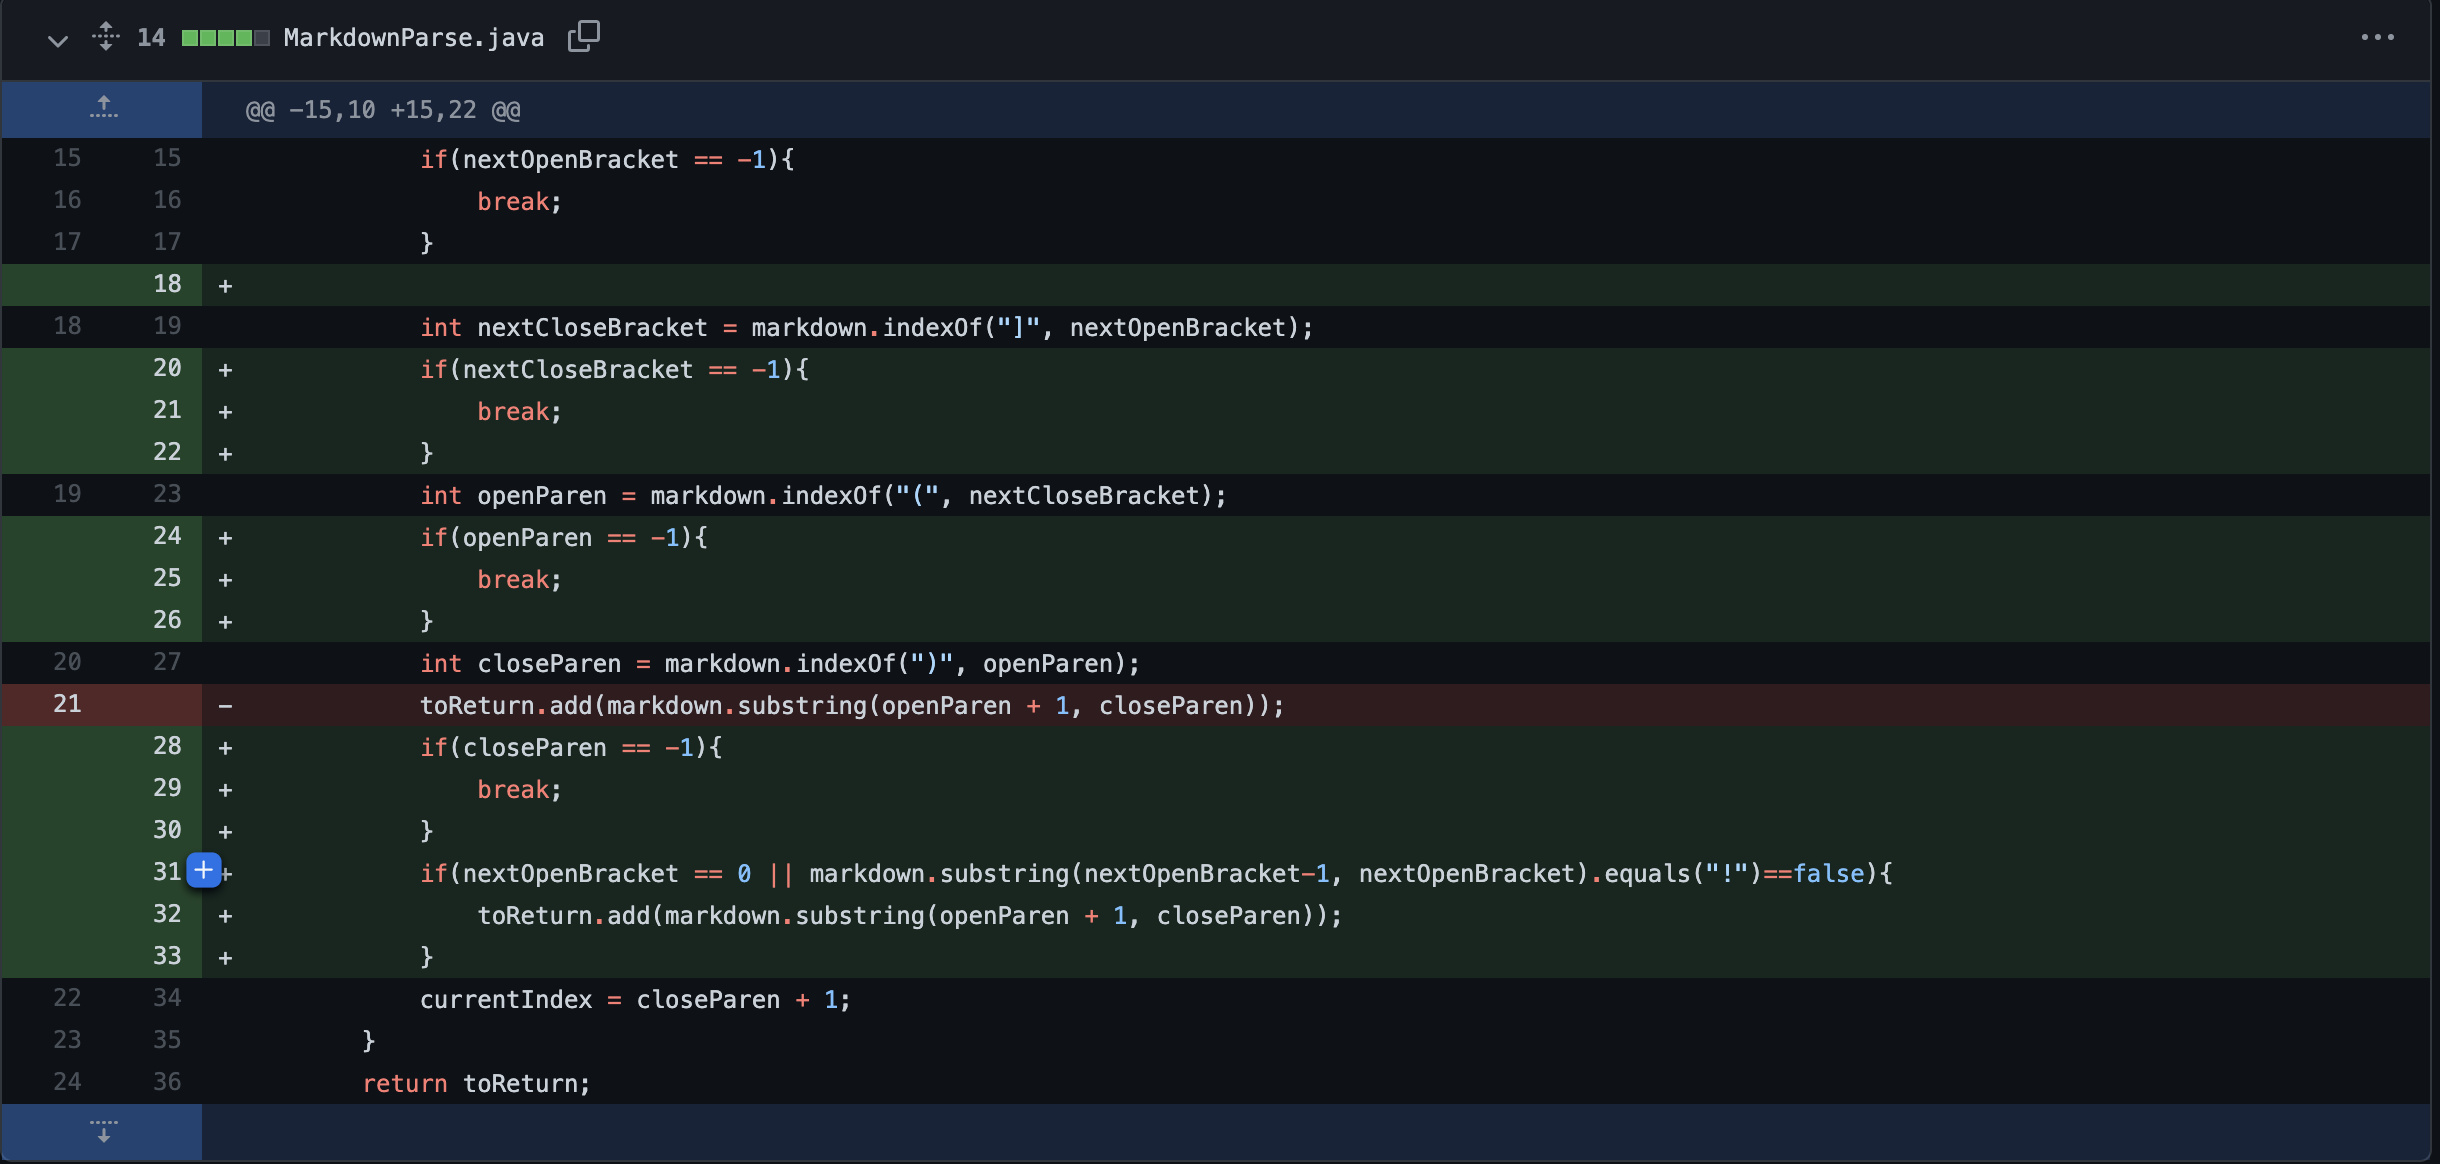 14 MarkdownParse.java
@@ -15,10 +15,22 @@
15 15 if(nextOpenBracket == -1){
16 16 break;
17 17 }
18 +
18 19 int nextCloseBracket = markdown.indexOf("]", nextOpenBracket);
20 + if(nextCloseBracket == -1){
21 + break;
22 + }
19 23 int openParen = markdown.indexOf("(", nextCloseBracket);
24 + if(openParen == -1){
25 + break;
26 + }
20 27 int closeParen = markdown.indexOf(")", openParen);
21 - toReturn.add(markdown.substring(openParen + 1, closeParen));
28 + if(closeParen == -1){
29 + break;
30 + }
31 + if(nextOpenBracket == 0 || markdown.substring(nextOpenBracket-1, nextOpenBracket).equals("!")==false){
32 + toReturn.add(markdown.substring(openParen + 1, closeParen));
33 + }
22 34 currentIndex = closeParen + 1;
23 35 }
24 36 return toReturn;